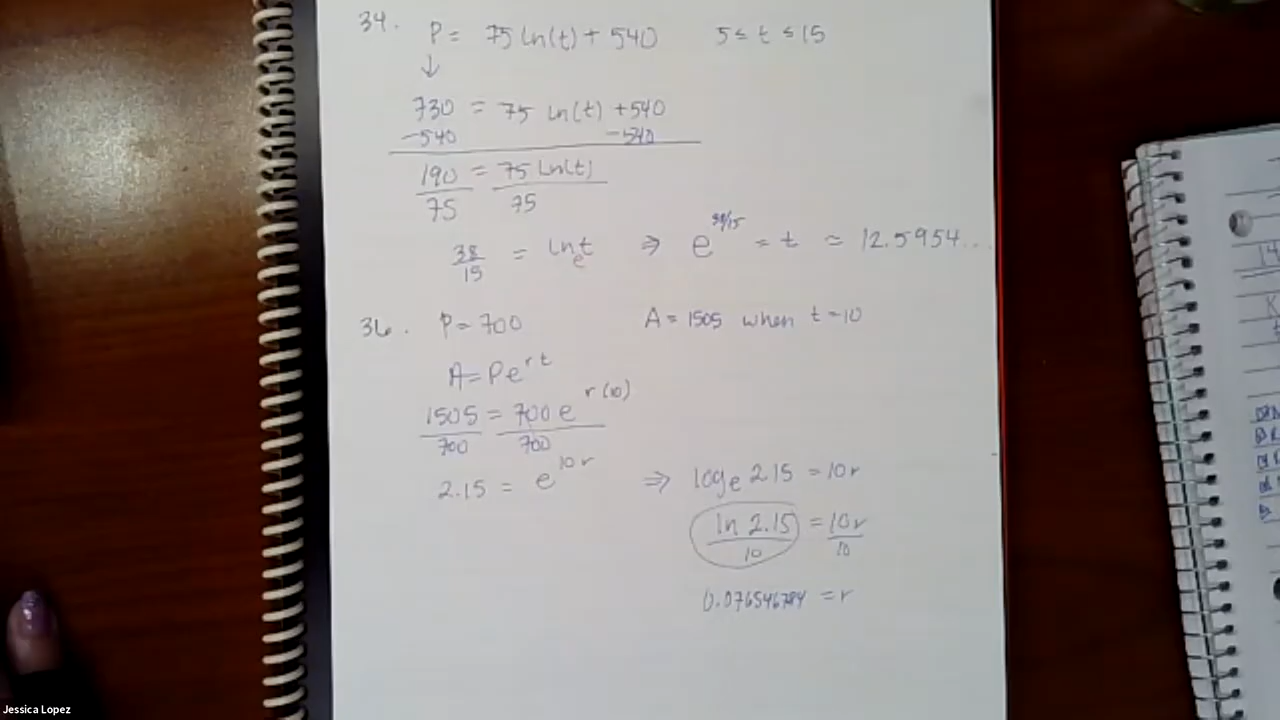 34. P = 75 ln(t) + 540 5 ≤ t ≤ 15
↓
730 = 75 ln(t) + 540
-540 -540
190 = 75 ln(t)
75 75
38/15 = ln_e t ⇒ e^38/15 = t ≈ 12.5954...
36. P = 700 A = 1505 when t = 10
A = Pe^rt
1505 = 700 e^r(10)
700 700
2.15 = e^10r ⇒ log_e 2.15 = 10r
ln 2.15 = 10r
10 10
0.076546784 = r
Jessica Lopez